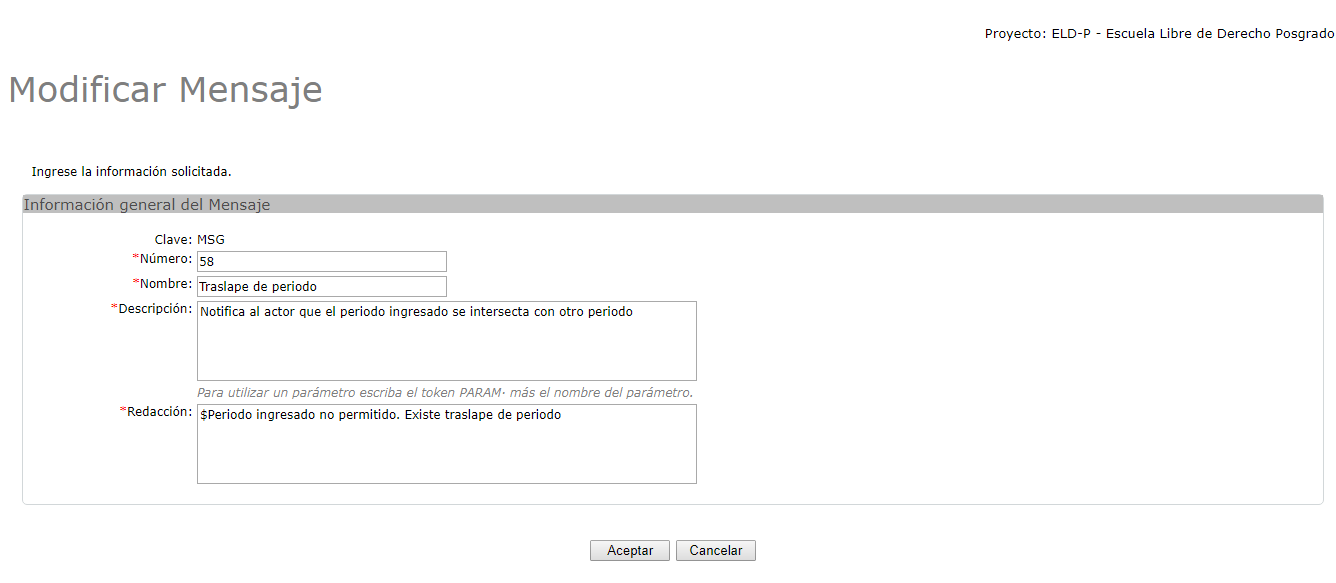 Proyecto: ELD-P - Escuela Libre de Derecho Posgrado
Modificar Mensaje
Ingrese la información solicitada.
Información general del Mensaje
Clave: MSG
*Número: 58
*Nombre: Traslape de periodo
*Descripción: Notifica al actor que el periodo ingresado se intersecta con otro periodo
Para utilizar un parámetro escriba el token PARAM· más el nombre del parámetro.
*Redacción: $Periodo ingresado no permitido. Existe traslape de periodo
Aceptar Cancelar